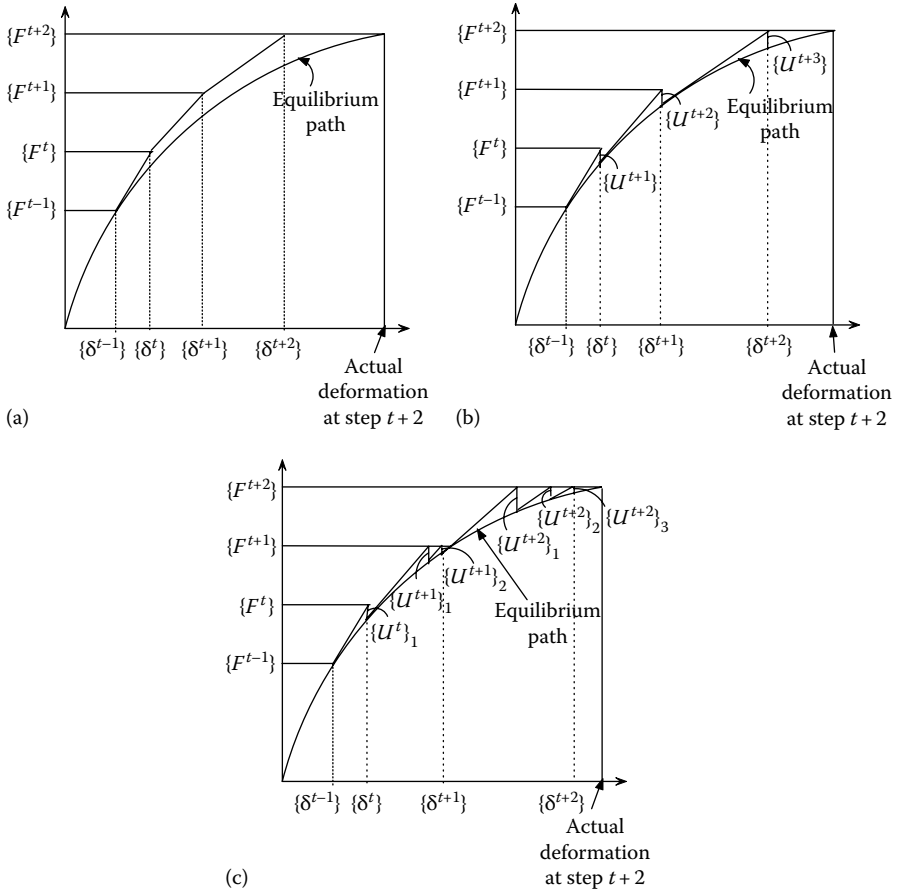 {F^{t+2}}
{F^{t+1}}
{F^t}
{F^{t−1}}
Equilibrium
path
{δ^{t−1}} {δ^t} {δ^{t+1}} {δ^{t+2}}
Actual
deformation
at step t + 2
(a)
{F^{t+2}}
{F^{t+1}}
{F^t}
{F^{t−1}}
{U^{t+3}}
Equilibrium
path
{U^{t+2}}
{U^{t+1}}
{δ^{t−1}} {δ^t} {δ^{t+1}} {δ^{t+2}}
Actual
deformation
at step t + 2
(b)
{F^{t+2}}
{F^{t+1}}
{F^t}
{F^{t−1}}
{U^{t+2}}_1 {U^{t+2}}_2 {U^{t+2}}_3
{U^{t+1}}_1 {U^{t+1}}_2
{U^t}_1
Equilibrium
path
{δ^{t−1}} {δ^t} {δ^{t+1}} {δ^{t+2}}
Actual
deformation
at step t + 2
(c)